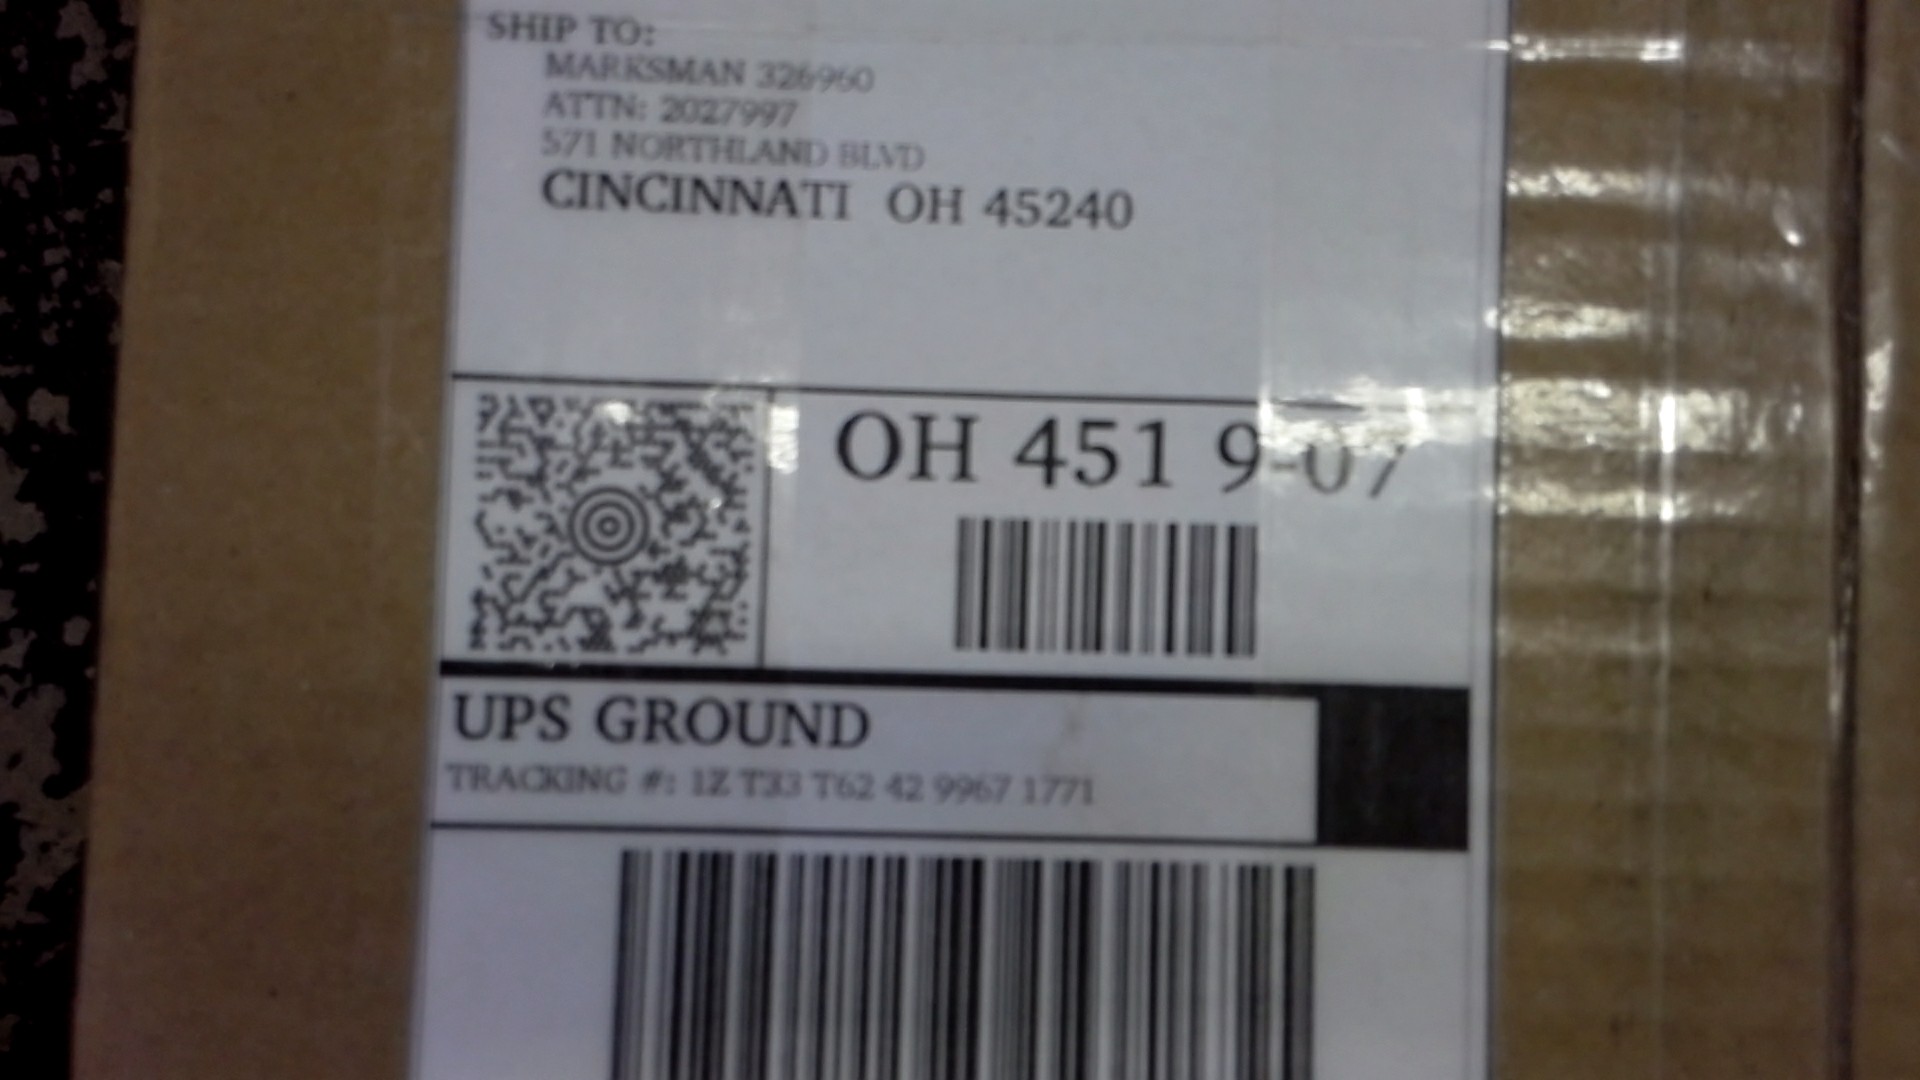 SHIP TO:
MARKSMAN 326960
ATTN: 2027997
571 NORTHLAND BLVD
CINCINNATI OH 45240
OH 451 9-07
UPS GROUND
TRACKING #: 1Z T33 T62 42 9967 1771